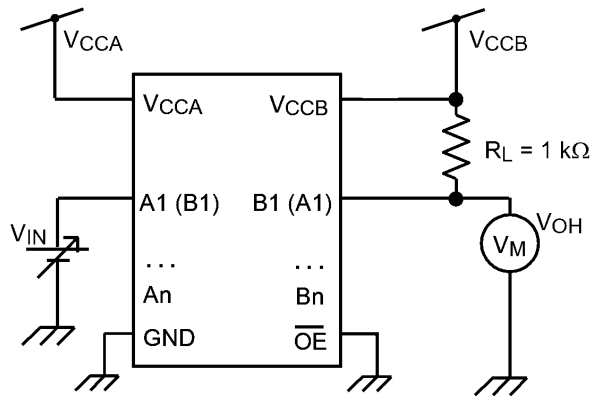 VCCA
VCCB
VCCA
VCCB
RL = 1 kΩ
A1 (B1)
B1 (A1)
VIN
VOH
VM
...
...
An
Bn
GND
OE